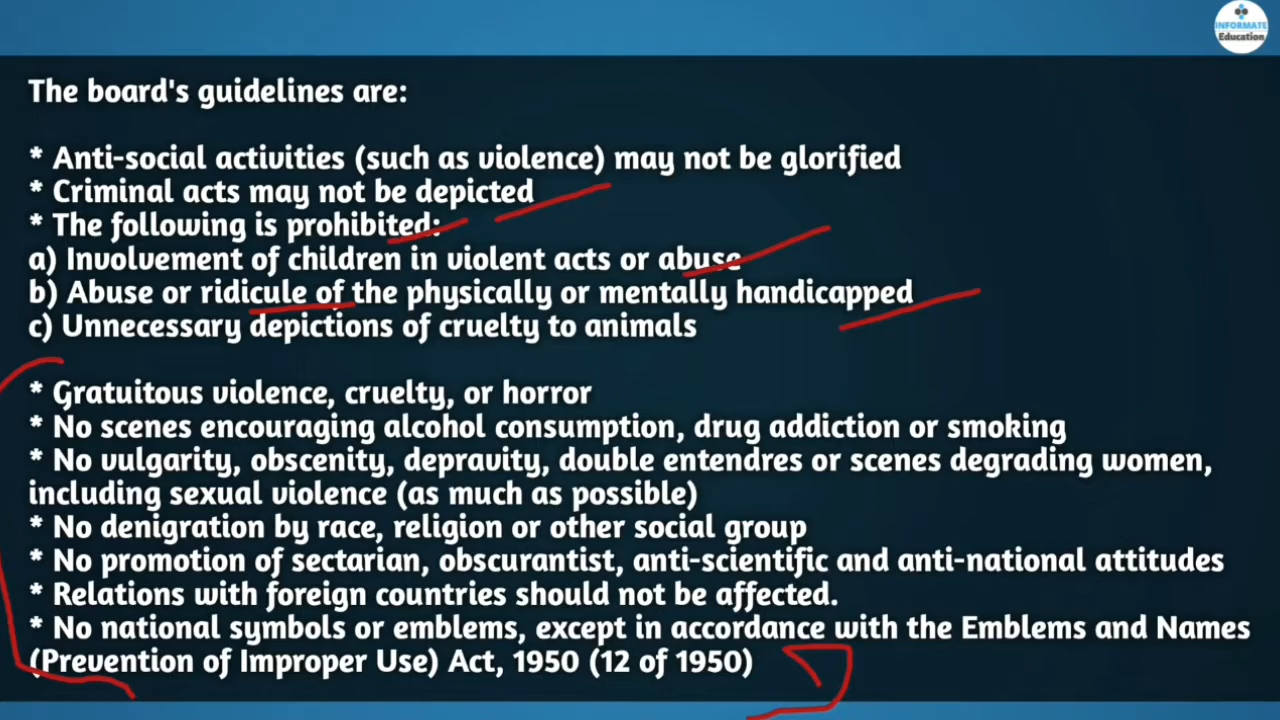 INFORMATE
Education
The board's guidelines are:
* Anti-social activities (such as violence) may not be glorified
* Criminal acts may not be depicted
* The following is prohibited:
a) Involvement of children in violent acts or abuse
b) Abuse or ridicule of the physically or mentally handicapped
c) Unnecessary depictions of cruelty to animals
* Gratuitous violence, cruelty, or horror
* No scenes encouraging alcohol consumption, drug addiction or smoking
* No vulgarity, obscenity, depravity, double entendres or scenes degrading women,
including sexual violence (as much as possible)
* No denigration by race, religion or other social group
* No promotion of sectarian, obscurantist, anti-scientific and anti-national attitudes
* Relations with foreign countries should not be affected.
* No national symbols or emblems, except in accordance with the Emblems and Names
(Prevention of Improper Use) Act, 1950 (12 of 1950)